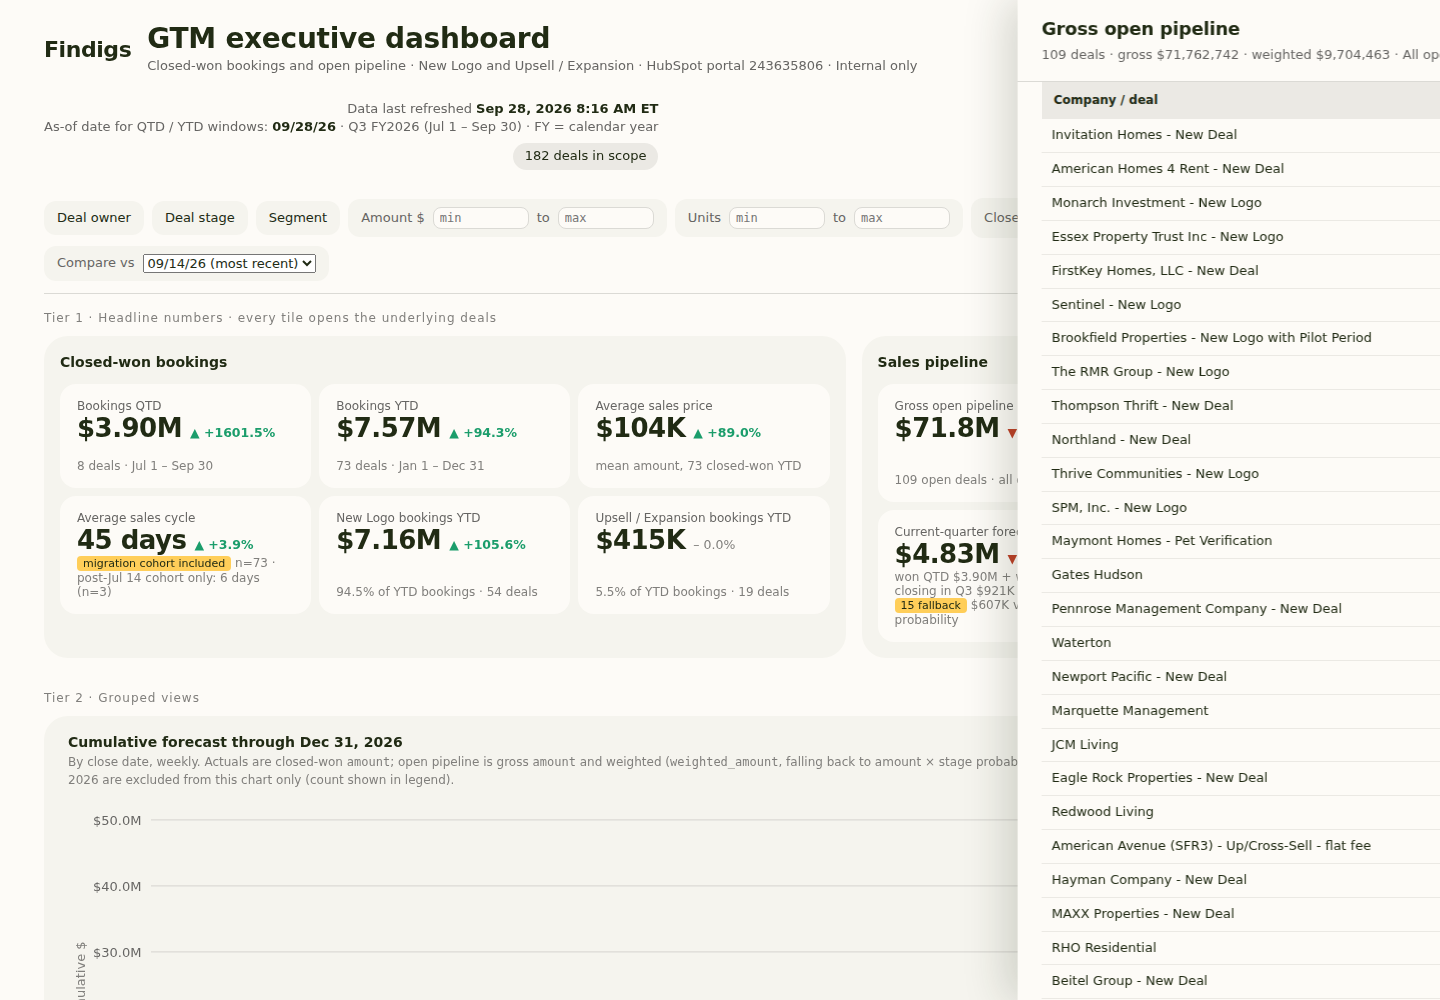 Findigs
GTM executive dashboard
Closed-won bookings and open pipeline · New Logo and Upsell / Expansion · HubSpot portal 243635806 · Internal only
Data last refreshed Sep 28, 2026 8:16 AM ET
As-of date for QTD / YTD windows: 09/28/26 · Q3 FY2026 (Jul 1 – Sep 30) · FY = calendar year
182 deals in scope
Deal owner
Deal stage
Segment
Amount $ min to max
Units min to max
Close
Compare vs 09/14/26 (most recent)
Tier 1 · Headline numbers · every tile opens the underlying deals
Closed-won bookings
Bookings QTD
$3.90M ▲ +1601.5%
8 deals · Jul 1 – Sep 30
Bookings YTD
$7.57M ▲ +94.3%
73 deals · Jan 1 – Dec 31
Average sales price
$104K ▲ +89.0%
mean amount, 73 closed-won YTD
Average sales cycle
45 days ▲ +3.9%
migration cohort included n=73 ·
post-Jul 14 cohort only: 6 days
(n=3)
New Logo bookings YTD
$7.16M ▲ +105.6%
94.5% of YTD bookings · 54 deals
Upsell / Expansion bookings YTD
$415K – 0.0%
5.5% of YTD bookings · 19 deals
Sales pipeline
Gross open pipeline
$71.8M ▼
109 open deals · all
Current-quarter
$4.83M ▼
won QTD $3.90M +
closing in Q3 $921K
15 fallback $607K
probability
Tier 2 · Grouped views
Cumulative forecast through Dec 31, 2026
By close date, weekly. Actuals are closed-won amount; open pipeline is gross amount and weighted (weighted_amount, falling back to amount × stage probab
2026 are excluded from this chart only (count shown in legend).
$50.0M
$40.0M
$30.0M
Gross open pipeline
109 deals · gross $71,762,742 · weighted $9,704,463 · All op
Company / deal
Invitation Homes - New Deal
American Homes 4 Rent - New Deal
Monarch Investment - New Logo
Essex Property Trust Inc - New Logo
FirstKey Homes, LLC - New Deal
Sentinel - New Logo
Brookfield Properties - New Logo with Pilot Period
The RMR Group - New Logo
Thompson Thrift - New Deal
Northland - New Deal
Thrive Communities - New Logo
SPM, Inc. - New Logo
Maymont Homes - Pet Verification
Gates Hudson
Pennrose Management Company - New Deal
Waterton
Newport Pacific - New Deal
Marquette Management
JCM Living
Eagle Rock Properties - New Deal
Redwood Living
American Avenue (SFR3) - Up/Cross-Sell - flat fee
Hayman Company - New Deal
MAXX Properties - New Deal
RHO Residential
Beitel Group - New Deal